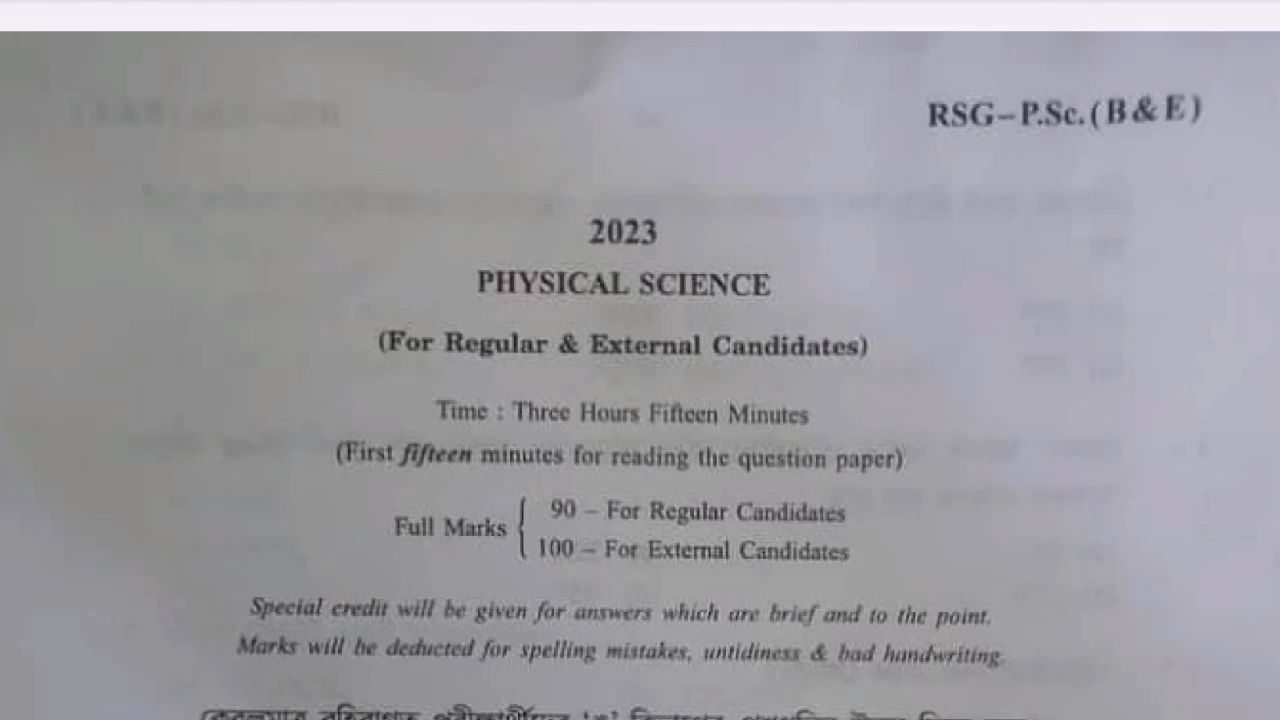 RSG–P.Sc.(B & E)
2023
PHYSICAL SCIENCE
(For Regular & External Candidates)
Time : Three Hours Fifteen Minutes
(First fifteen minutes for reading the question paper)
Full Marks { 90 – For Regular Candidates
100 – For External Candidates
Special credit will be given for answers which are brief and to the point.
Marks will be deducted for spelling mistakes, untidiness & bad handwriting.